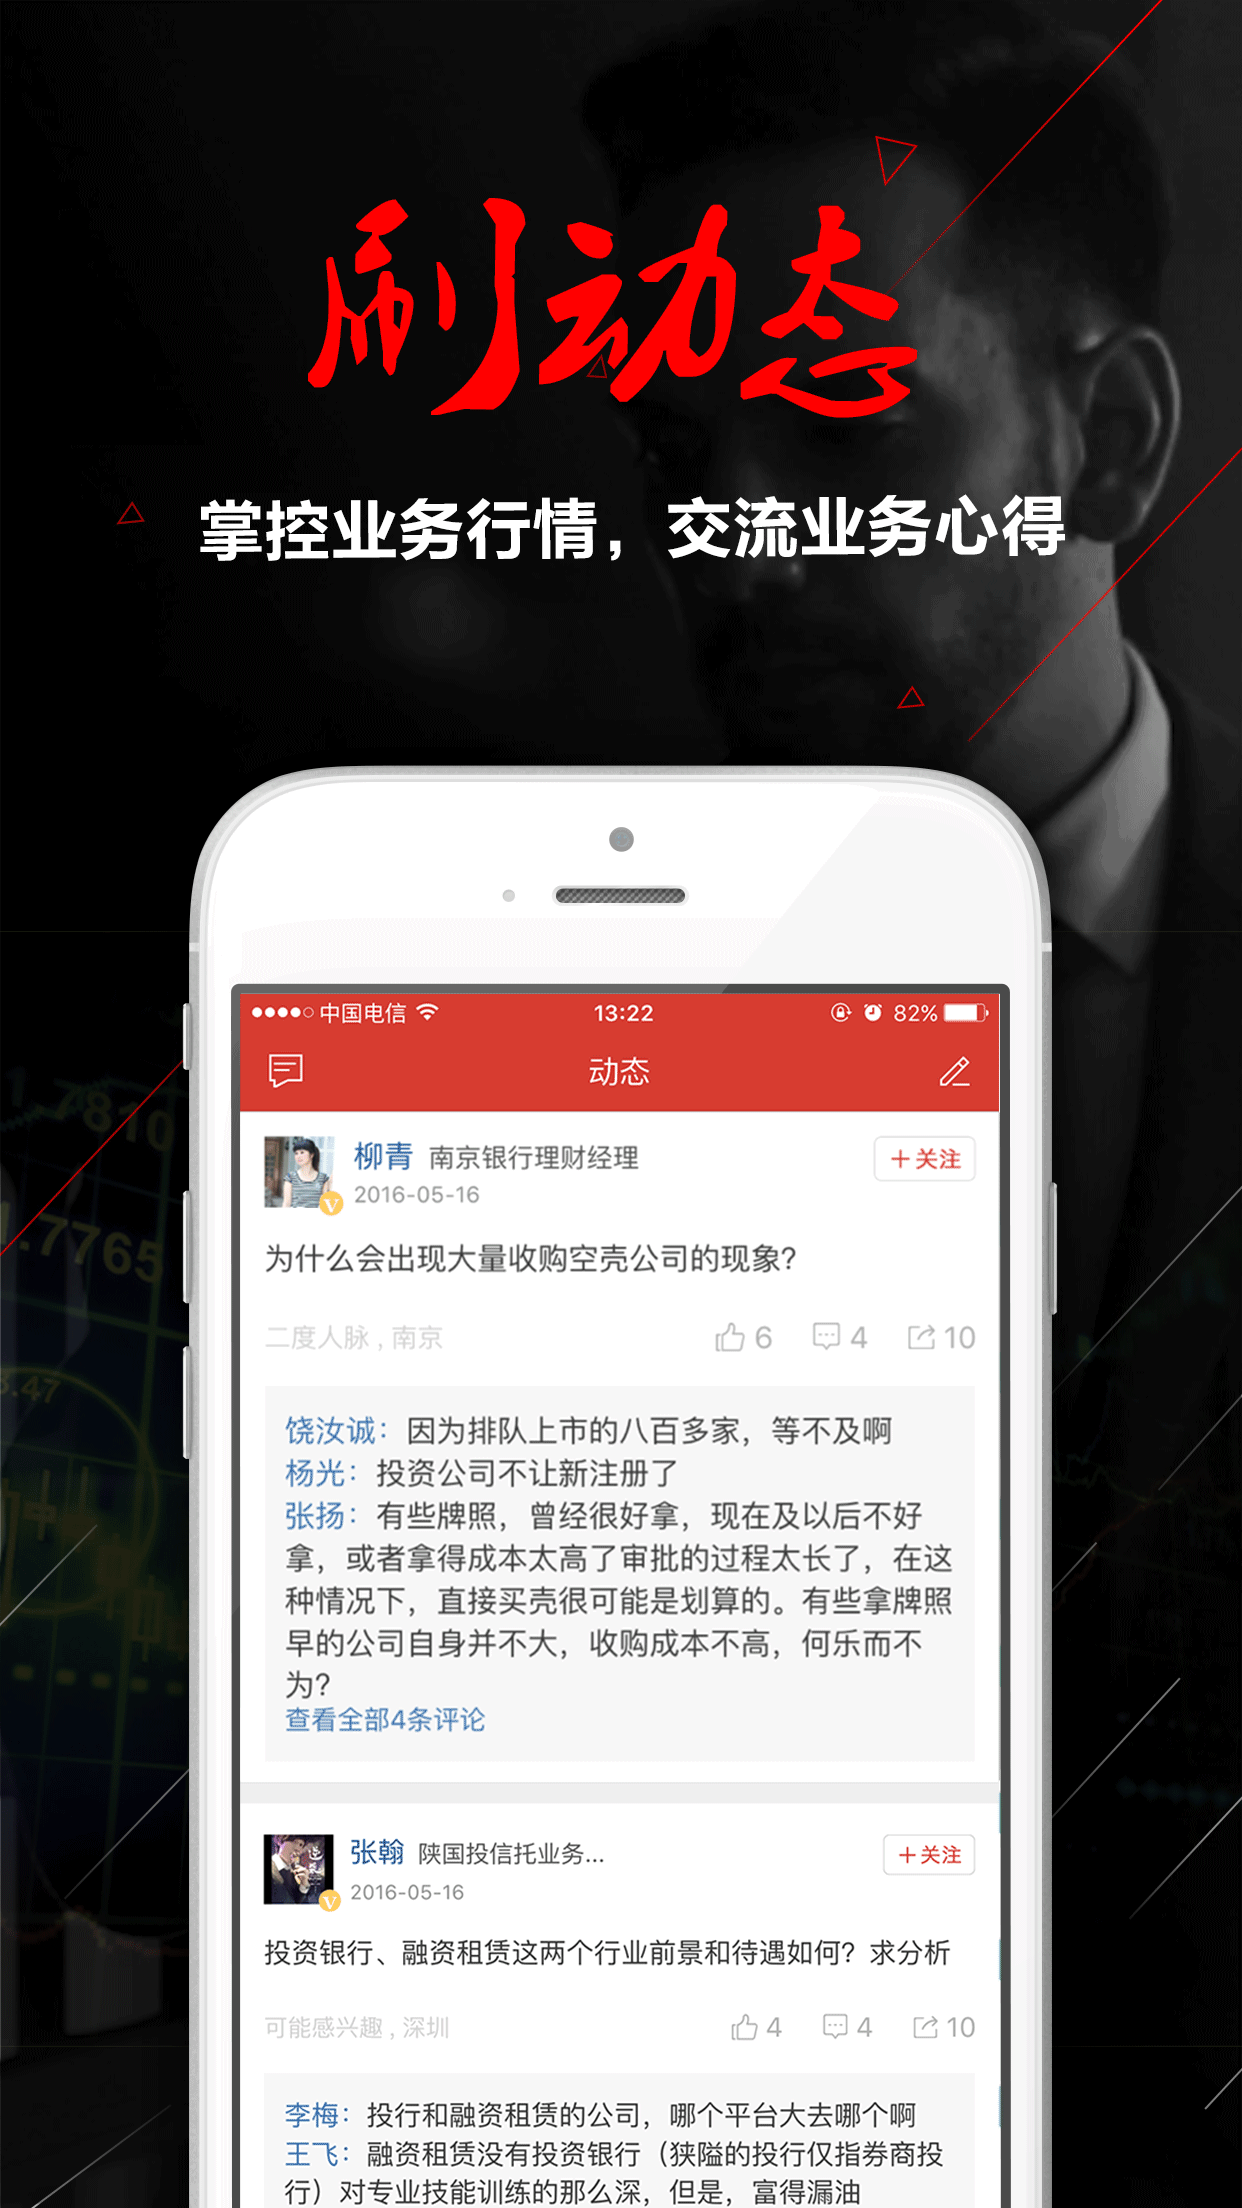 刷动态
掌控业务行情，交流业务心得
中国电信 13:22 82%
动态
柳青 南京银行理财经理
+关注
2016-05-16
为什么会出现大量收购空壳公司的现象?
二度人脉 , 南京 6 4 10
饶汝诚：因为排队上市的八百多家，等不及啊
杨光：投资公司不让新注册了
张扬：有些牌照，曾经很好拿，现在及以后不好
拿，或者拿得成本太高了审批的过程太长了，在这
种情况下，直接买壳很可能是划算的。有些拿牌照
早的公司自身并不大，收购成本不高，何乐而不
为?
查看全部4条评论
张翰 陕国投信托业务...
+关注
2016-05-16
投资银行、融资租赁这两个行业前景和待遇如何？求分析
可能感兴趣 , 深圳 4 4 10
李梅：投行和融资租赁的公司，哪个平台大去哪个啊
王飞：融资租赁没有投资银行（狭隘的投行仅指券商投
行）对专业技能训练的那么深，但是，富得漏油
1.7810
1.7765
3.47